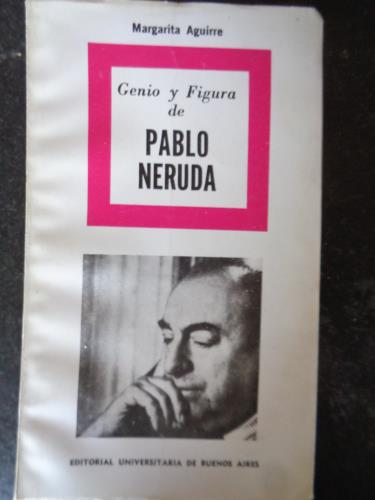 Margarita Aguirre
Genio y Figura
de
PABLO
NERUDA
EDITORIAL UNIVERSITARIA DE BUENOS AIRES